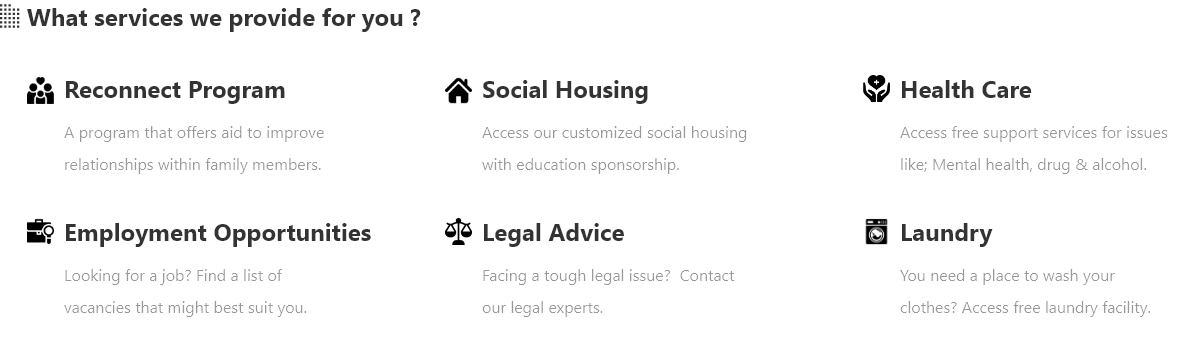 What services we provide for you ?
Reconnect Program
A program that offers aid to improve
relationships within family members.
Social Housing
Access our customized social housing
with education sponsorship.
Health Care
Access free support services for issues
like; Mental health, drug & alcohol.
Employment Opportunities
Looking for a job? Find a list of
vacancies that might best suit you.
Legal Advice
Facing a tough legal issue?  Contact
our legal experts.
Laundry
You need a place to wash your
clothes? Access free laundry facility.